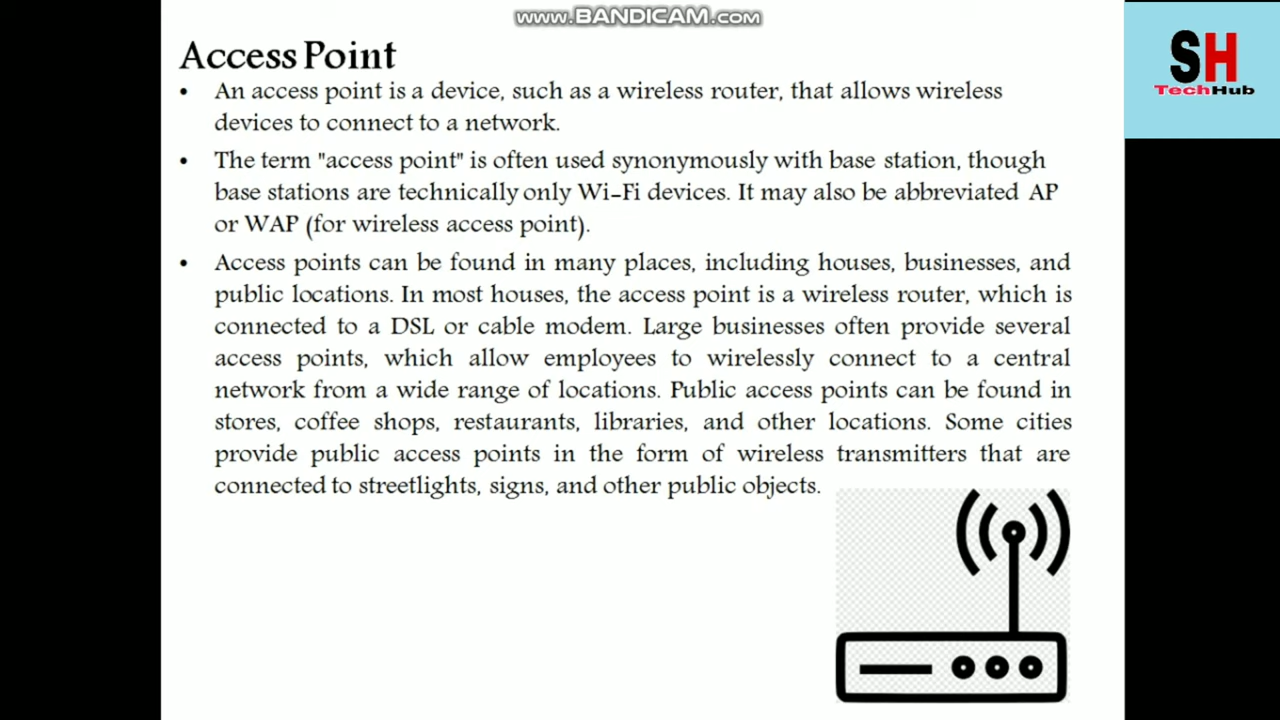 www.BANDICAM.com
SH
TechHub
Access Point
• An access point is a device, such as a wireless router, that allows wireless
devices to connect to a network.
• The term "access point" is often used synonymously with base station, though
base stations are technically only Wi-Fi devices. It may also be abbreviated AP
or WAP (for wireless access point).
• Access points can be found in many places, including houses, businesses, and
public locations. In most houses, the access point is a wireless router, which is
connected to a DSL or cable modem. Large businesses often provide several
access points, which allow employees to wirelessly connect to a central
network from a wide range of locations. Public access points can be found in
stores, coffee shops, restaurants, libraries, and other locations. Some cities
provide public access points in the form of wireless transmitters that are
connected to streetlights, signs, and other public objects.